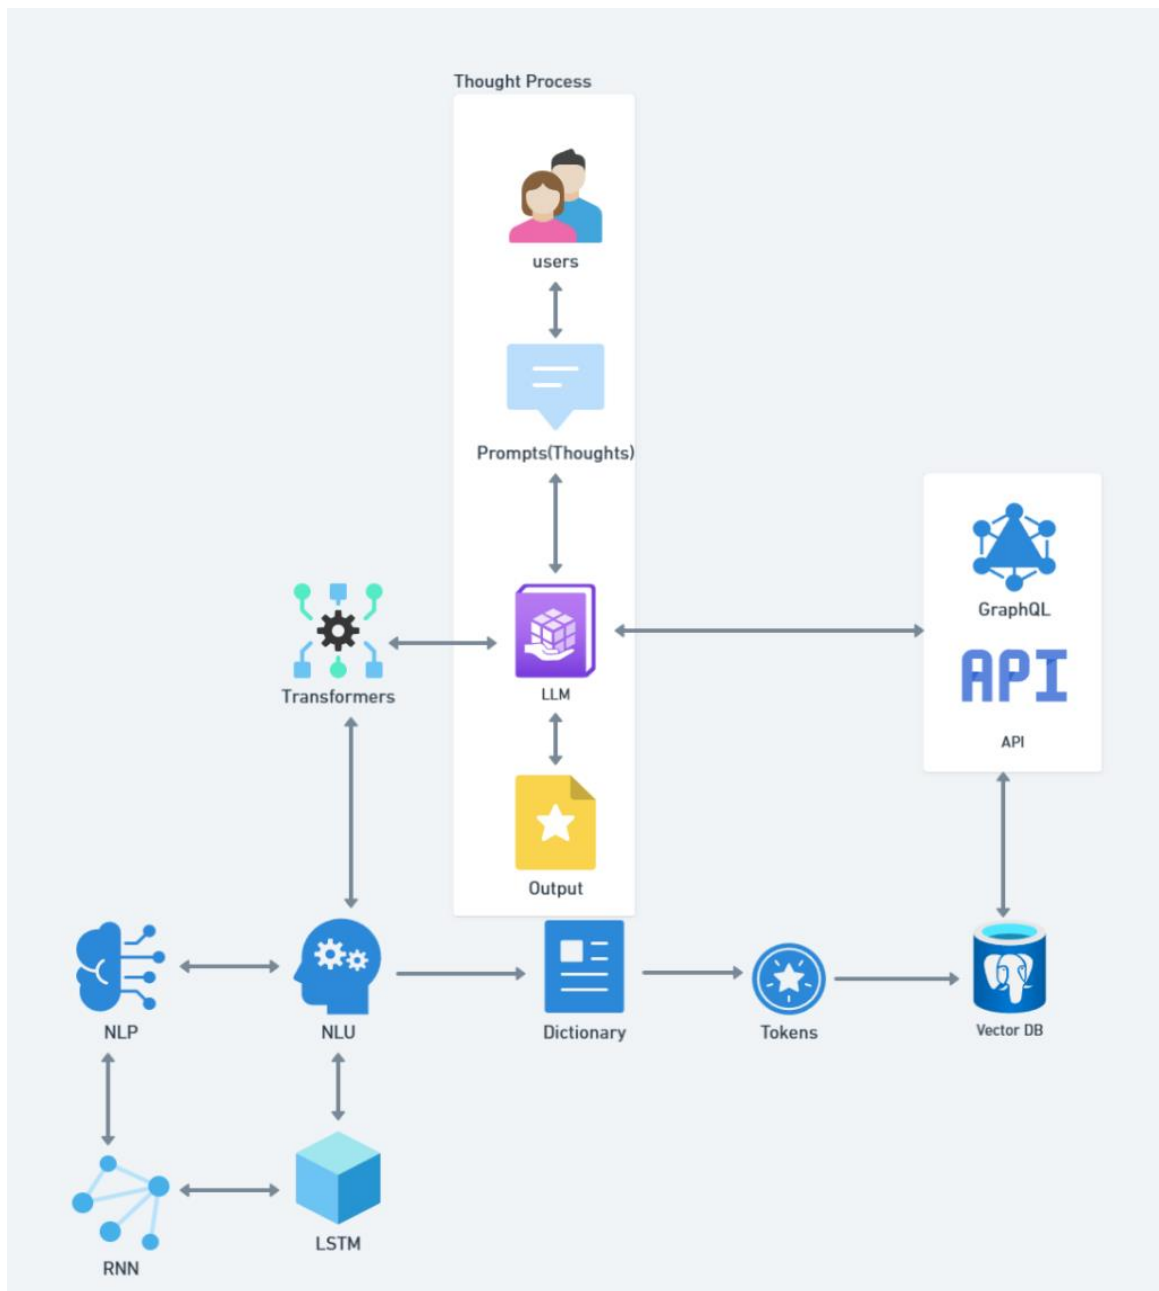 Thought Process
users
Prompts(Thoughts)
GraphQL
API
API
Transformers
LLM
Output
NLP
NLU
Dictionary
Tokens
Vector DB
RNN
LSTM